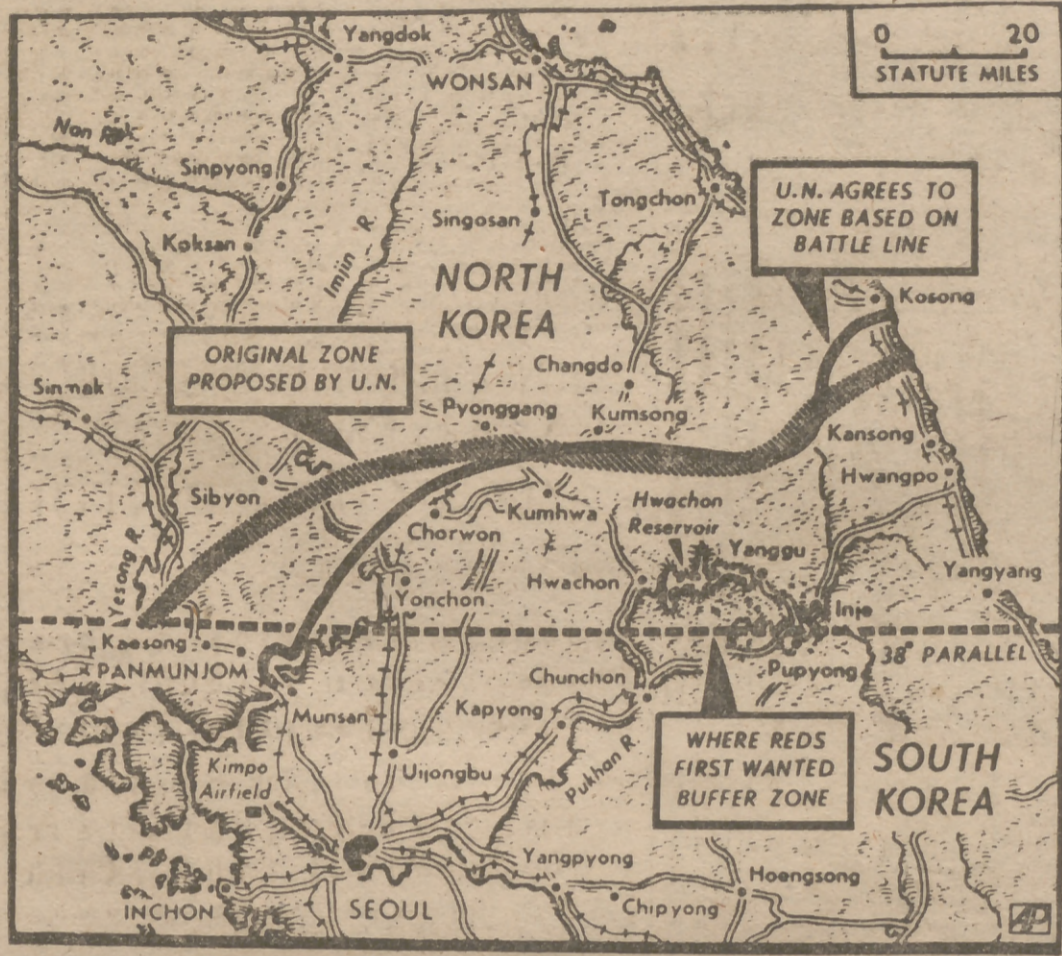 0 20
STATUTE MILES
Yangdok
WONSAN
Sinpyong
Koksan
Imjin R.
Singosan
Tongchon
U.N. AGREES TO
ZONE BASED ON
BATTLE LINE
NORTH
KOREA
Kosong
ORIGINAL ZONE
PROPOSED BY U.N.
Sinmak
Changdo
Pyonggang
Kumsong
Kansong
Hwangpo
Sibyon
Kumhwa
Chorwon
Hwachon
Reservoir
Yanggu
Yesong R.
Yonchon
Hwachon
Yangyang
Inje
Kaesong
PANMUNJOM
38° PARALLEL
Pupyong
Chunchon
Munsan
Kapyong
WHERE REDS
FIRST WANTED
BUFFER ZONE
SOUTH
KOREA
Kimpo
Airfield
Uijongbu
Pukhan R.
Yangpyong
Hoengsong
Chipyong
INCHON
SEOUL
AP